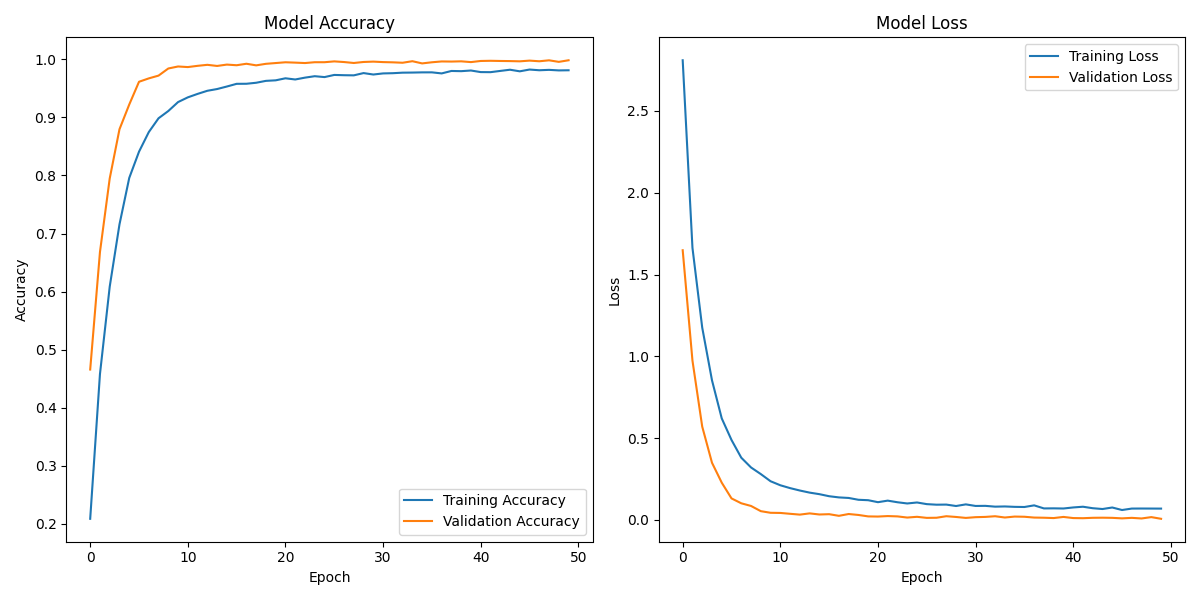 Model Accuracy
1.0
0.9
0.8
0.7
0.6
0.5
0.4
0.3
0.2
Accuracy
0 10 20 30 40 50
Epoch
Training Accuracy
Validation Accuracy
Model Loss
2.5
2.0
1.5
1.0
0.5
0.0
Loss
0 10 20 30 40 50
Epoch
Training Loss
Validation Loss